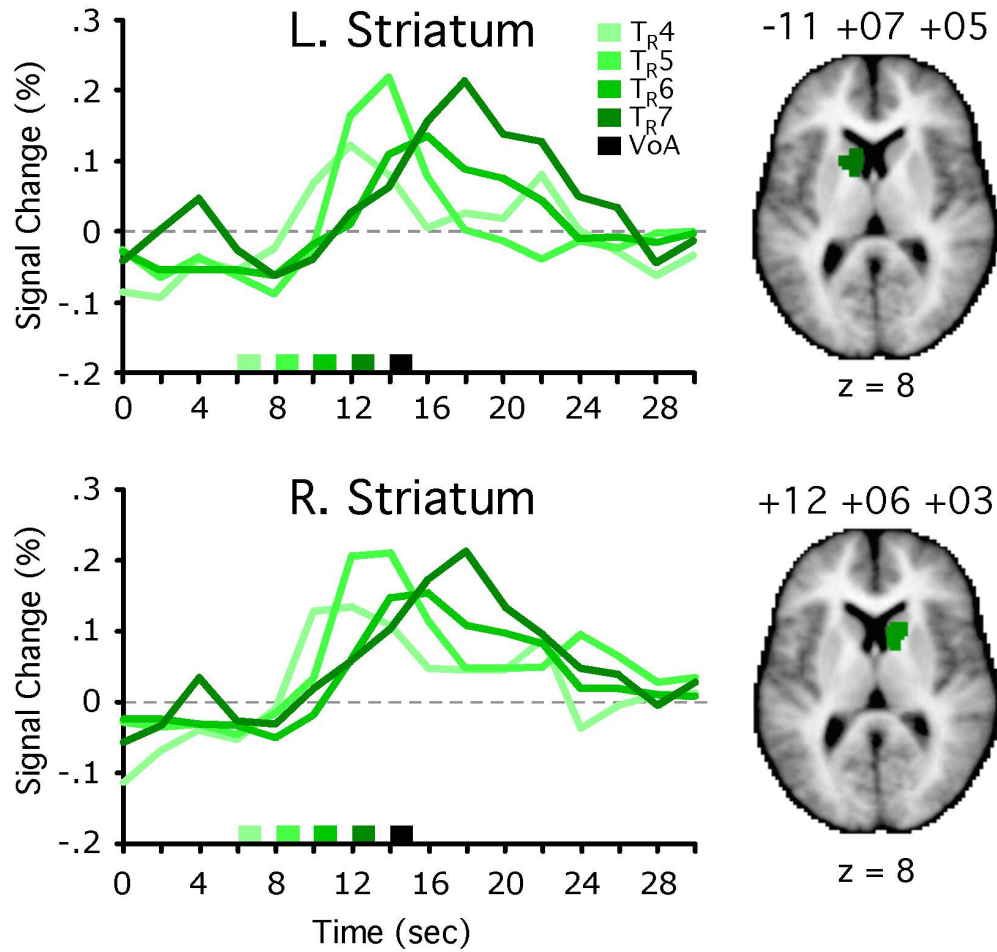 L. Striatum
Signal Change (%)
.3
.2
.1
0
-.1
-.2
0 4 8 12 16 20 24 28
TR4
TR5
TR6
TR7
VoA
-11 +07 +05
z = 8
R. Striatum
Signal Change (%)
.3
.2
.1
0
-.1
-.2
0 4 8 12 16 20 24 28
Time (sec)
+12 +06 +03
z = 8